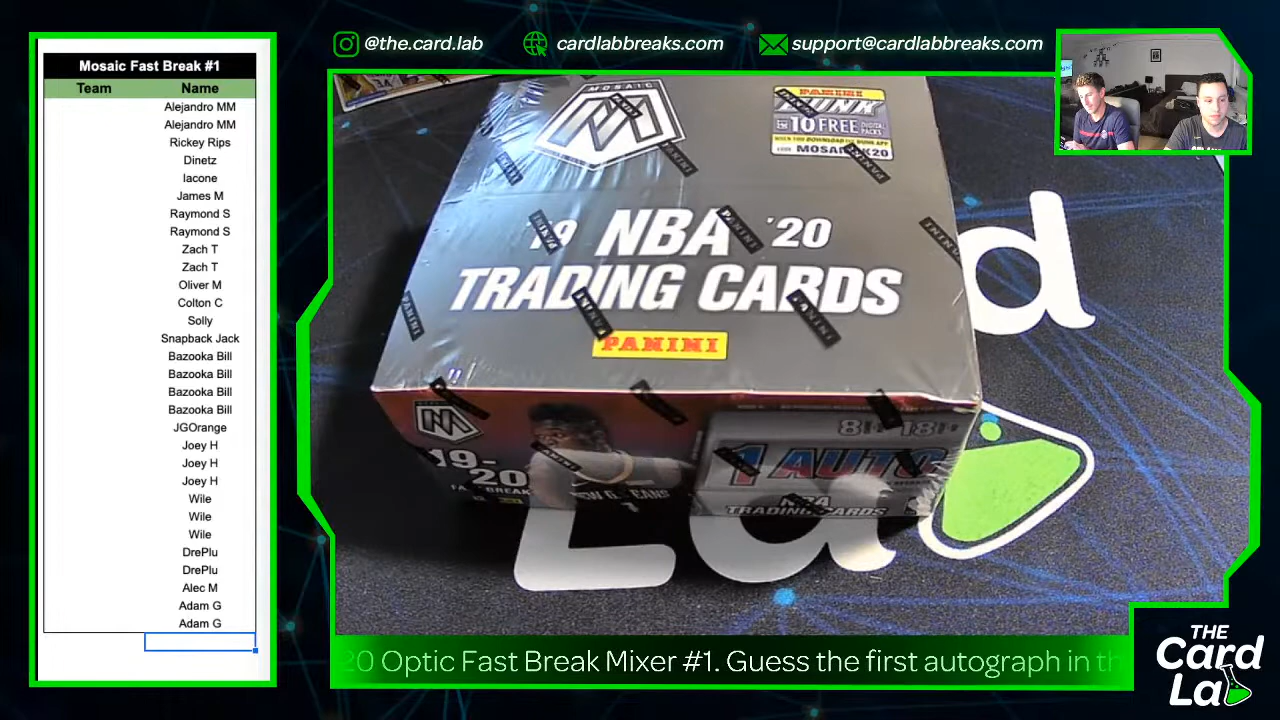 @the.card.lab
cardlabbreaks.com
support@cardlabbreaks.com
Mosaic Fast Break #1
Team Name
Alejandro MM
Alejandro MM
Rickey Rips
Dinetz
Iacone
James M
Raymond S
Raymond S
Zach T
Zach T
Oliver M
Colton C
Solly
Snapback Jack
Bazooka Bill
Bazooka Bill
Bazooka Bill
Bazooka Bill
JGOrange
Joey H
Joey H
Joey H
Wile
Wile
Wile
DrePlu
DrePlu
Alec M
Adam G
Adam G
MOSAIC
PANINI
10 FREE DIGITAL PACKS
19 NBA '20
TRADING CARDS
PANINI
19-
20
1 AUTO
NBA
TRADING CARDS
d
La
20 Optic Fast Break Mixer #1. Guess the first autograph in th
THE
Card
La